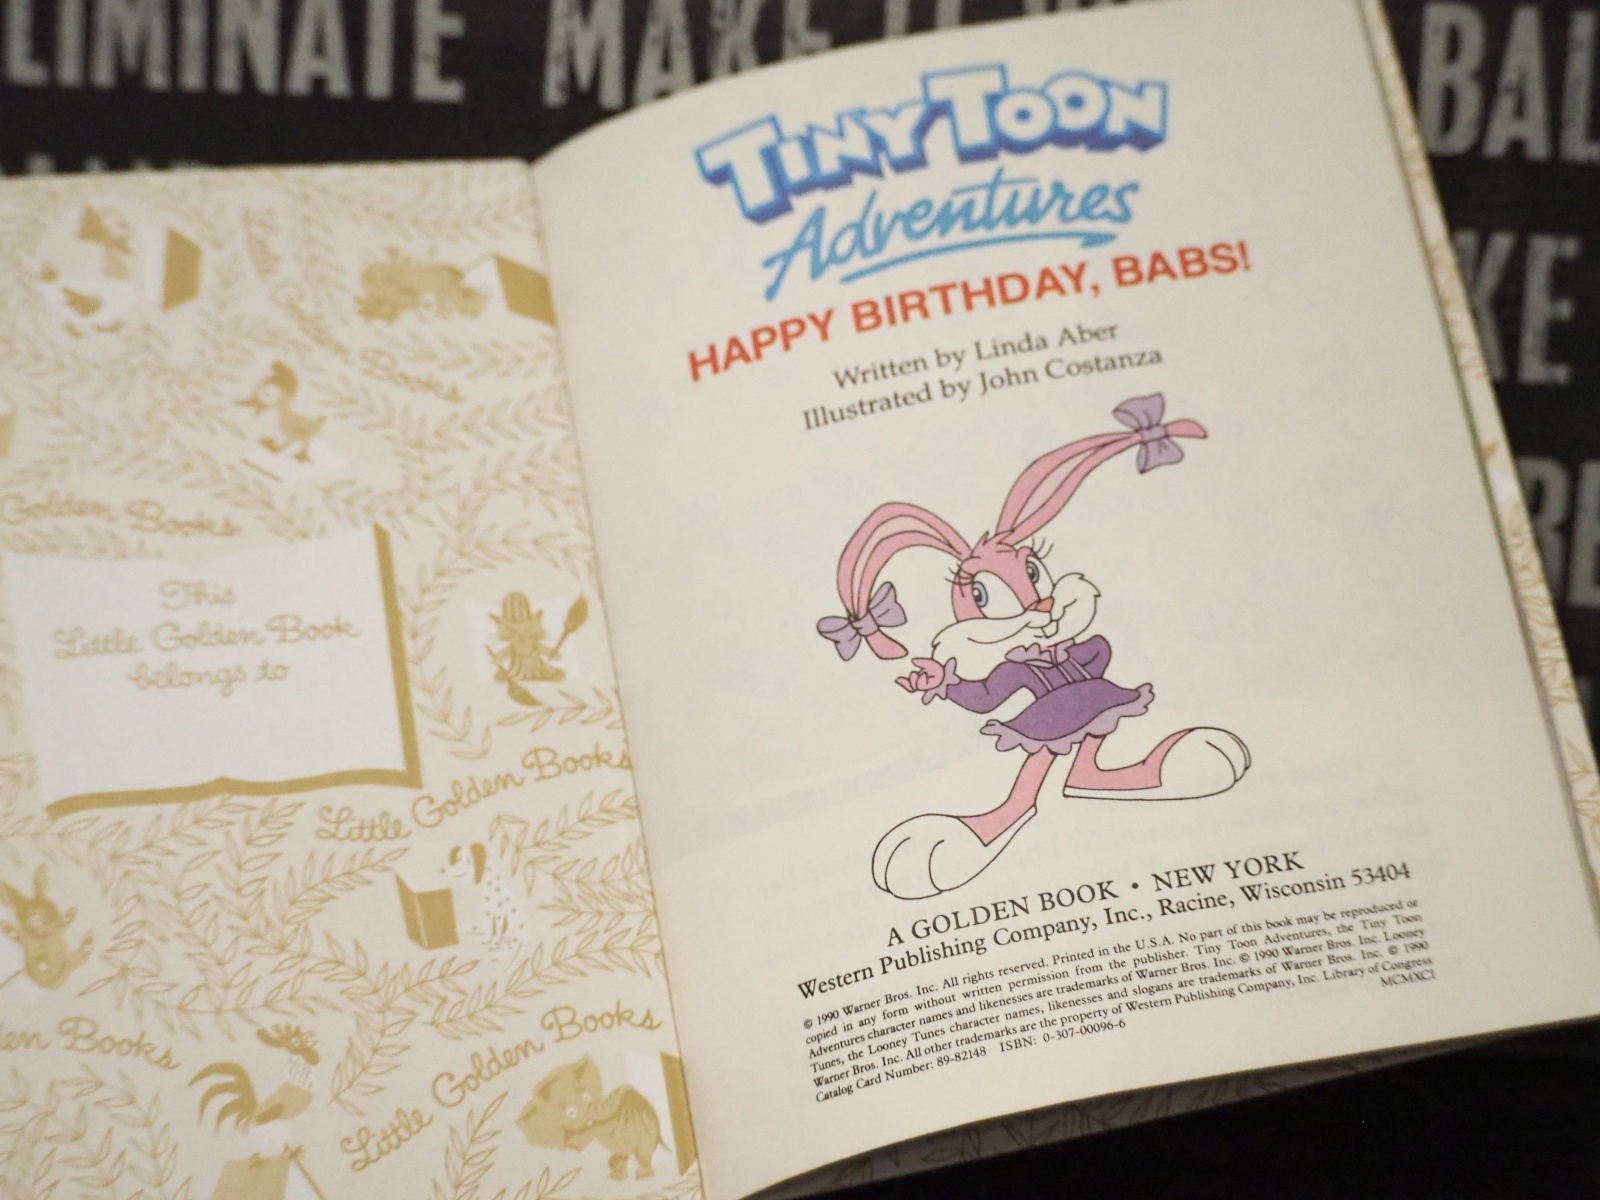 LIMINATE MAKE IT
BAL
KE
This
Little Golden Book
belongs to
Golden Books
Golden Books
Little Golden Books
den Books
Little Golden Books
TINY TOON
Adventures
HAPPY BIRTHDAY, BABS!
Written by Linda Aber
Illustrated by John Costanza
A GOLDEN BOOK • NEW YORK
Western Publishing Company, Inc., Racine, Wisconsin 53404
© 1990 Warner Bros. Inc. All rights reserved. Printed in the U.S.A. No part of this book may be reproduced or
copied in any form without written permission from the publisher. Tiny Toon Adventures, the Tiny Toon
Adventures character names and likenesses are trademarks of Warner Bros. Inc. © 1990 Warner Bros. Inc. Looney
Tunes, the Looney Tunes character names, likenesses and slogans are trademarks of Warner Bros. Inc. © 1990
Warner Bros. Inc. All other trademarks are the property of Western Publishing Company, Inc. Library of Congress
Catalog Card Number: 89-82148 ISBN: 0-307-00096-6 MCMXCI